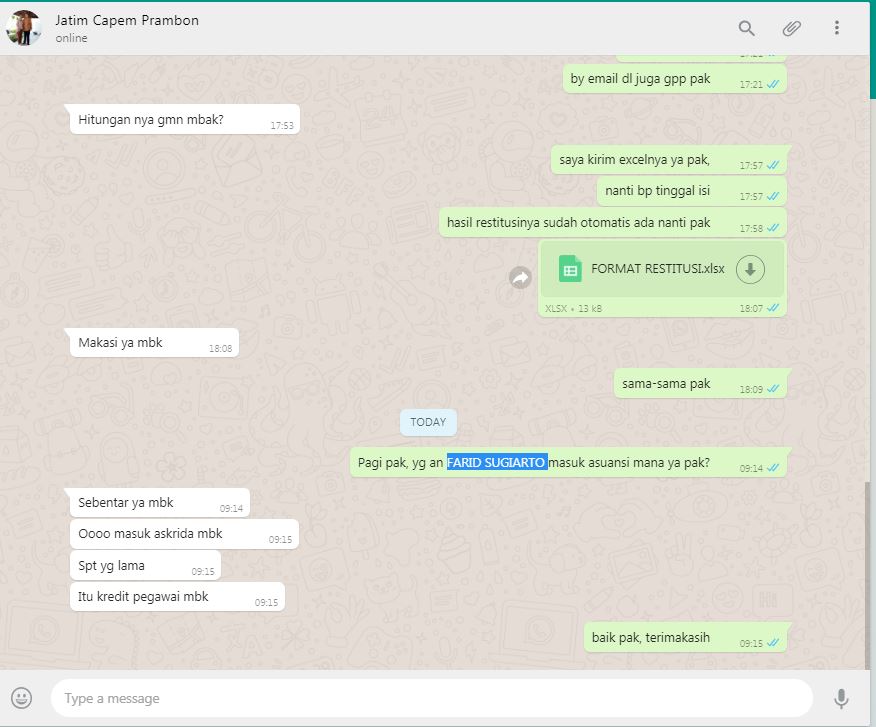 Jatim Capem Prambon
online
by email dl juga gpp pak 17:21
Hitungan nya gmn mbak? 17:53
saya kirim excelnya ya pak, 17:57
nanti bp tinggal isi 17:57
hasil restitusinya sudah otomatis ada nanti pak 17:58
FORMAT RESTITUSI.xlsx
XLSX • 13 kB 18:07
Makasi ya mbk 18:08
sama-sama pak 18:09
TODAY
Pagi pak, yg an FARID SUGIARTO masuk asuansi mana ya pak? 09:14
Sebentar ya mbk 09:14
Oooo masuk askrida mbk 09:15
Spt yg lama 09:15
Itu kredit pegawai mbk 09:15
baik pak, terimakasih 09:15
Type a message